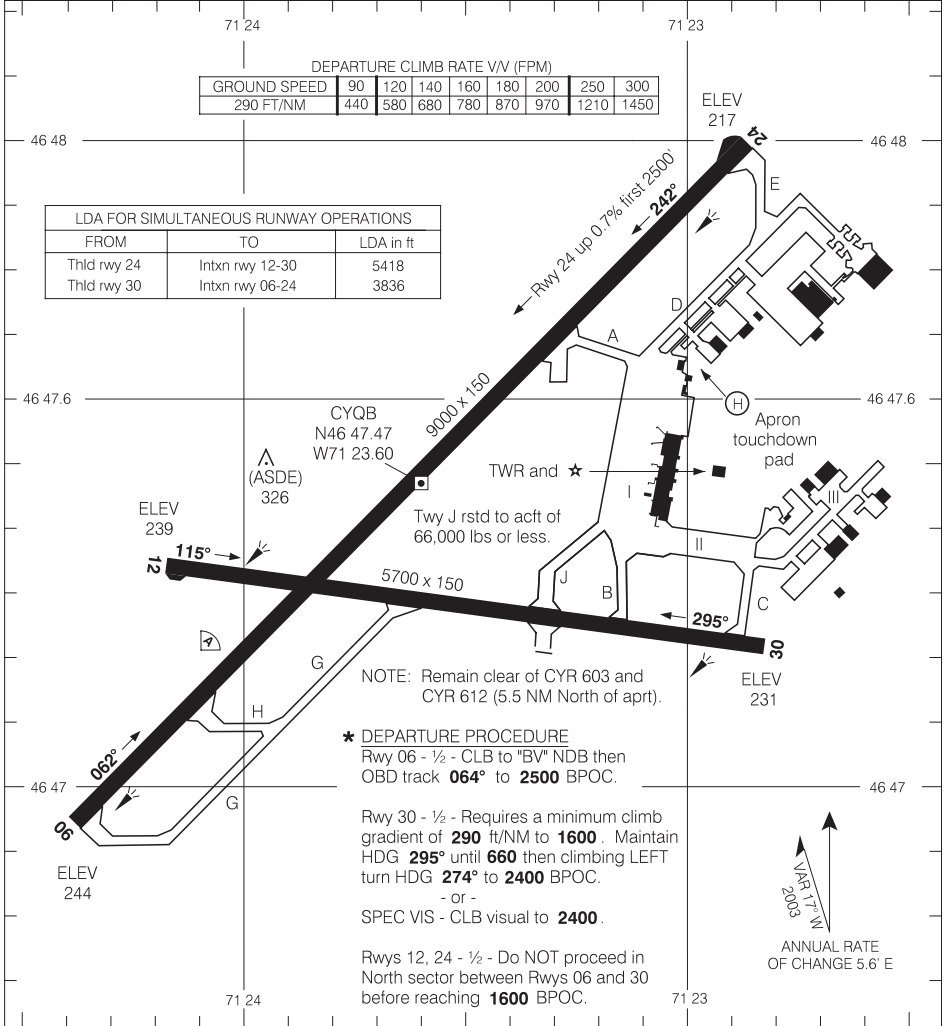 71 24
71 23
DEPARTURE CLIMB RATE V/V (FPM)
GROUND SPEED 90 120 140 160 180 200 250 300
290 FT/NM 440 580 680 780 870 970 1210 1450
ELEV
217
24
46 48
46 48
E
242°
Rwy 24 up 0.7% first 2500'
LDA FOR SIMULTANEOUS RUNWAY OPERATIONS
FROM TO LDA in ft
Thld rwy 24 Intxn rwy 12-30 5418
Thld rwy 30 Intxn rwy 06-24 3836
D
A
46 47.6
46 47.6
9000 x 150
H
Apron
touchdown
pad
CYQB
N46 47.47
W71 23.60
(ASDE)
326
TWR and
I
III
ELEV
239
Twy J rstd to acft of
66,000 lbs or less.
II
12
115°
5700 x 150
J
B
C
295°
30
A
G
NOTE: Remain clear of CYR 603 and
CYR 612 (5.5 NM North of aprt).
ELEV
231
H
* DEPARTURE PROCEDURE
Rwy 06 - ½ - CLB to "BV" NDB then
OBD track 064° to 2500 BPOC.
062°
46 47
46 47
G
06
Rwy 30 - ½ - Requires a minimum climb
gradient of 290 ft/NM to 1600 . Maintain
HDG 295° until 660 then climbing LEFT
turn HDG 274° to 2400 BPOC.
- or -
SPEC VIS - CLB visual to 2400 .
ELEV
244
VAR 17° W
2003
ANNUAL RATE
OF CHANGE 5.6' E
Rwys 12, 24 - ½ - Do NOT proceed in
North sector between Rwys 06 and 30
before reaching 1600 BPOC.
71 24
71 23